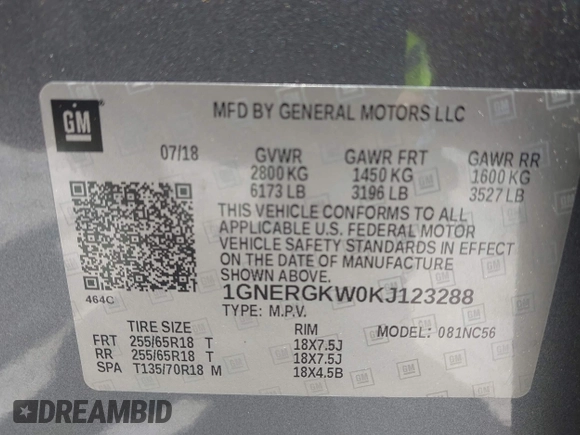 GM
MFD BY GENERAL MOTORS LLC
07/18 GVWR GAWR FRT GAWR RR
2800 KG 1450 KG 1600 KG
6173 LB 3196 LB 3527 LB
THIS VEHICLE CONFORMS TO ALL
APPLICABLE U.S. FEDERAL MOTOR
VEHICLE SAFETY STANDARDS IN EFFECT
ON THE DATE OF MANUFACTURE
SHOWN ABOVE.
464C
1GNERGKW0KJ123288
TYPE: M.P.V.
TIRE SIZE RIM MODEL: 081NC56
FRT 255/65R18 T 18X7.5J
RR 255/65R18 T 18X7.5J
SPA T135/70R18 M 18X4.5B
DREAMBID